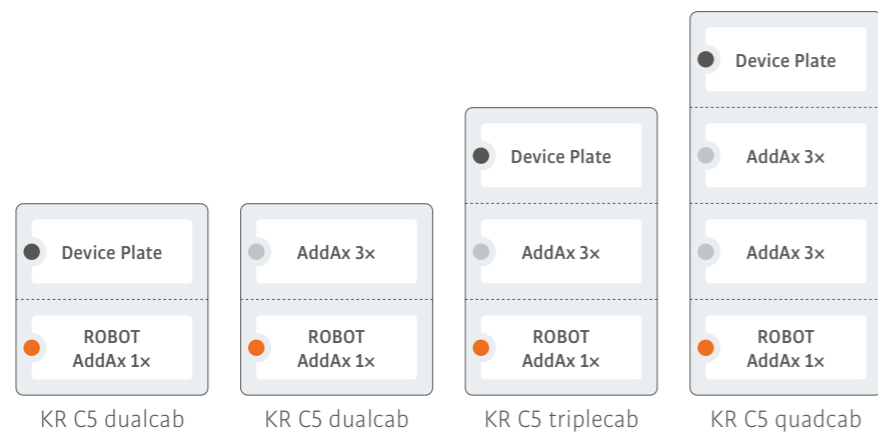 Device Plate
ROBOT
AddAx 1×
KR C5 dualcab
AddAx 3×
ROBOT
AddAx 1×
KR C5 dualcab
Device Plate
AddAx 3×
ROBOT
AddAx 1×
KR C5 triplecab
Device Plate
AddAx 3×
AddAx 3×
ROBOT
AddAx 1×
KR C5 quadcab